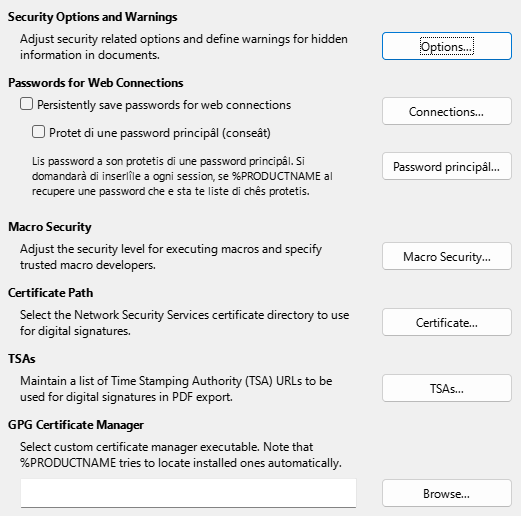 Security Options and Warnings
Adjust security related options and define warnings for hidden
information in documents.
Options...
Passwords for Web Connections
Persistently save passwords for web connections
Connections...
Protet di une password principâl (conseât)
Lis password a son protetis di une password principâl. Si
domandarà di inserîle a ogni session, se %PRODUCTNAME al
recupere une password che e sta te liste di chês protetis.
Password principâl...
Macro Security
Adjust the security level for executing macros and specify
trusted macro developers.
Macro Security...
Certificate Path
Select the Network Security Services certificate directory to use
for digital signatures.
Certificate...
TSAs
Maintain a list of Time Stamping Authority (TSA) URLs to be
used for digital signatures in PDF export.
TSAs...
GPG Certificate Manager
Select custom certificate manager executable. Note that
%PRODUCTNAME tries to locate installed ones automatically.
Browse...